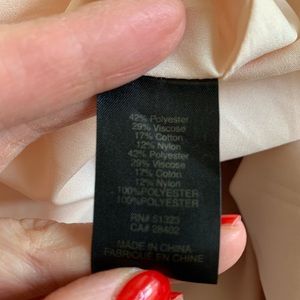 42% Polyester
29% Viscose
17% Cotton
12% Nylon
42% Polyester
29% Viscose
17% Cotton
12% Nylon
100%POLYESTER
100%POLYESTER
RN# 51323
CA# 28402
MADE IN CHINA
FABRIQUÉ EN CHINE